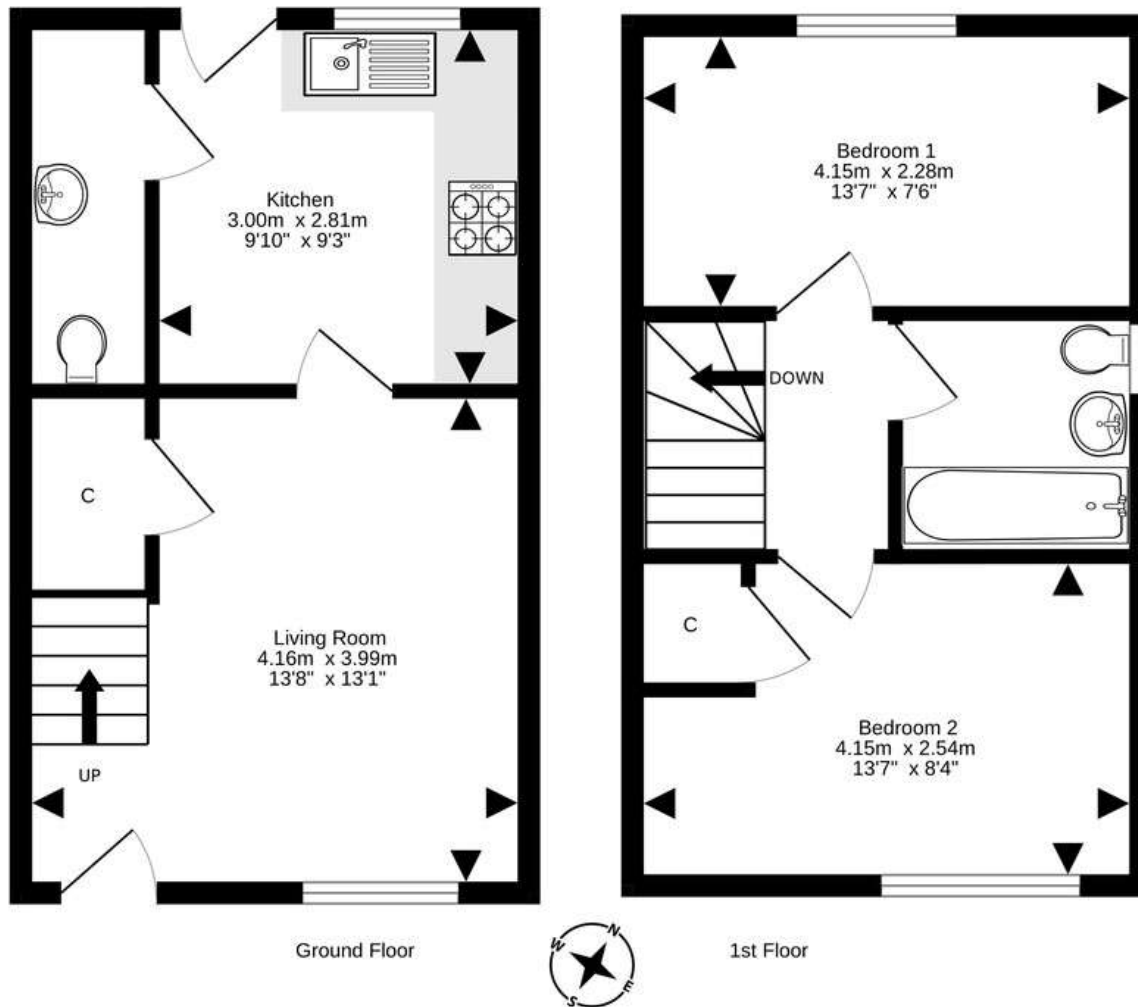 Kitchen
3.00m x 2.81m
9'10" x 9'3"
C
Living Room
4.16m x 3.99m
13'8" x 13'1"
UP
Ground Floor
Bedroom 1
4.15m x 2.28m
13'7" x 7'6"
DOWN
C
Bedroom 2
4.15m x 2.54m
13'7" x 8'4"
1st Floor
N
W
E
S